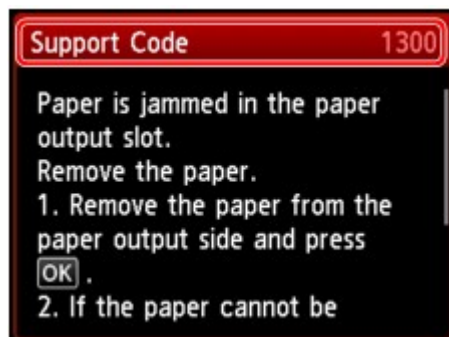 Support Code 1300
Paper is jammed in the paper
output slot.
Remove the paper.
1. Remove the paper from the
paper output side and press
OK .
2. If the paper cannot be